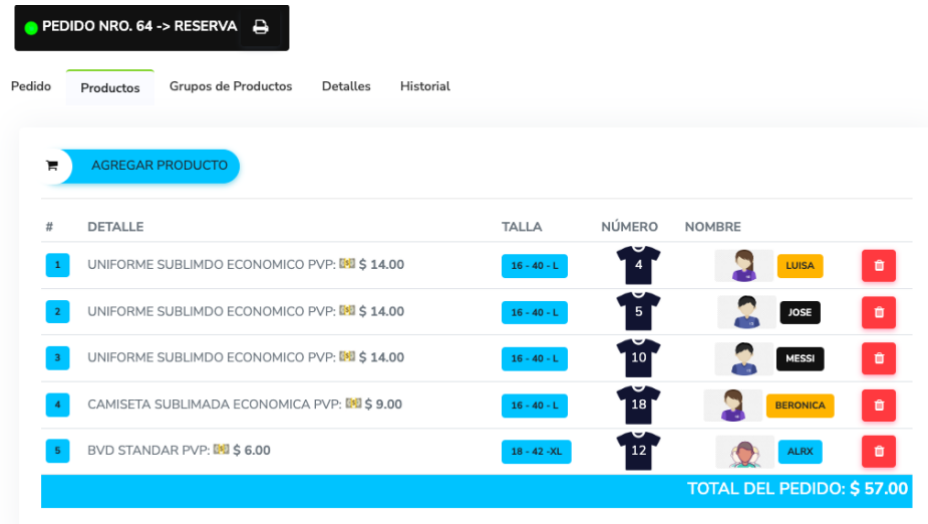 PEDIDO NRO. 64 -> RESERVA
Pedido Productos Grupos de Productos Detalles Historial
AGREGAR PRODUCTO
# DETALLE TALLA NÚMERO NOMBRE
1 UNIFORME SUBLIMDO ECONOMICO PVP: $ 14.00 16 - 40 - L 4 LUISA
2 UNIFORME SUBLIMDO ECONOMICO PVP: $ 14.00 16 - 40 - L 5 JOSE
3 UNIFORME SUBLIMDO ECONOMICO PVP: $ 14.00 16 - 40 - L 10 MESSI
4 CAMISETA SUBLIMADA ECONOMICA PVP: $ 9.00 16 - 40 - L 18 BERONICA
5 BVD STANDAR PVP: $ 6.00 18 - 42 -XL 12 ALRX
TOTAL DEL PEDIDO: $ 57.00